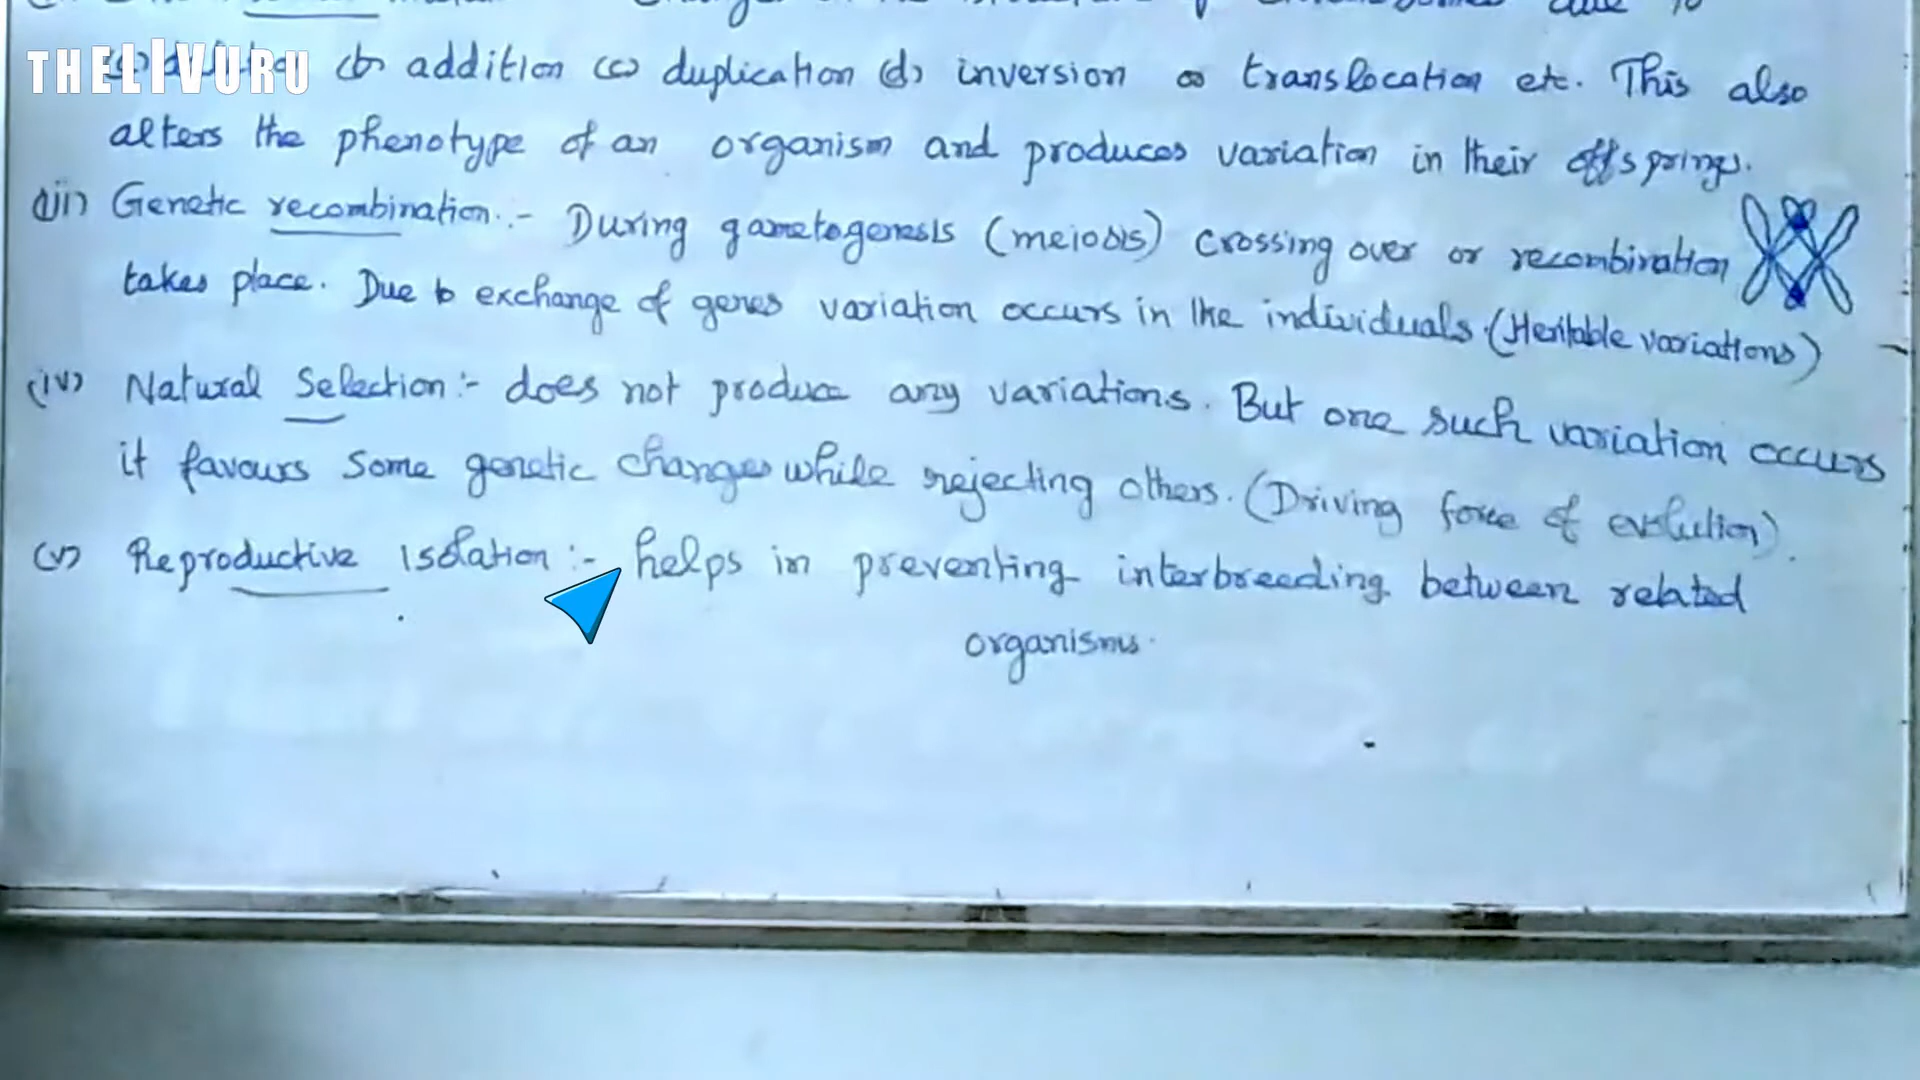 THELIVURU
(b) addition (c) duplication (d) inversion or translocation etc. This also
alters the phenotype of an organism and produces variation in their offsprings.
(iii) Genetic recombination :- During gametogenesis (meiosis) crossing over or recombination
takes place. Due to exchange of genes variation occurs in the individuals. (Heritable variations)
(iv) Natural Selection :- does not produce any variations. But one such variation occurs
it favours some genetic changes while rejecting others. (Driving force of evolution).
(v) Reproductive Isolation :- helps in preventing interbreeding between related
organisms.